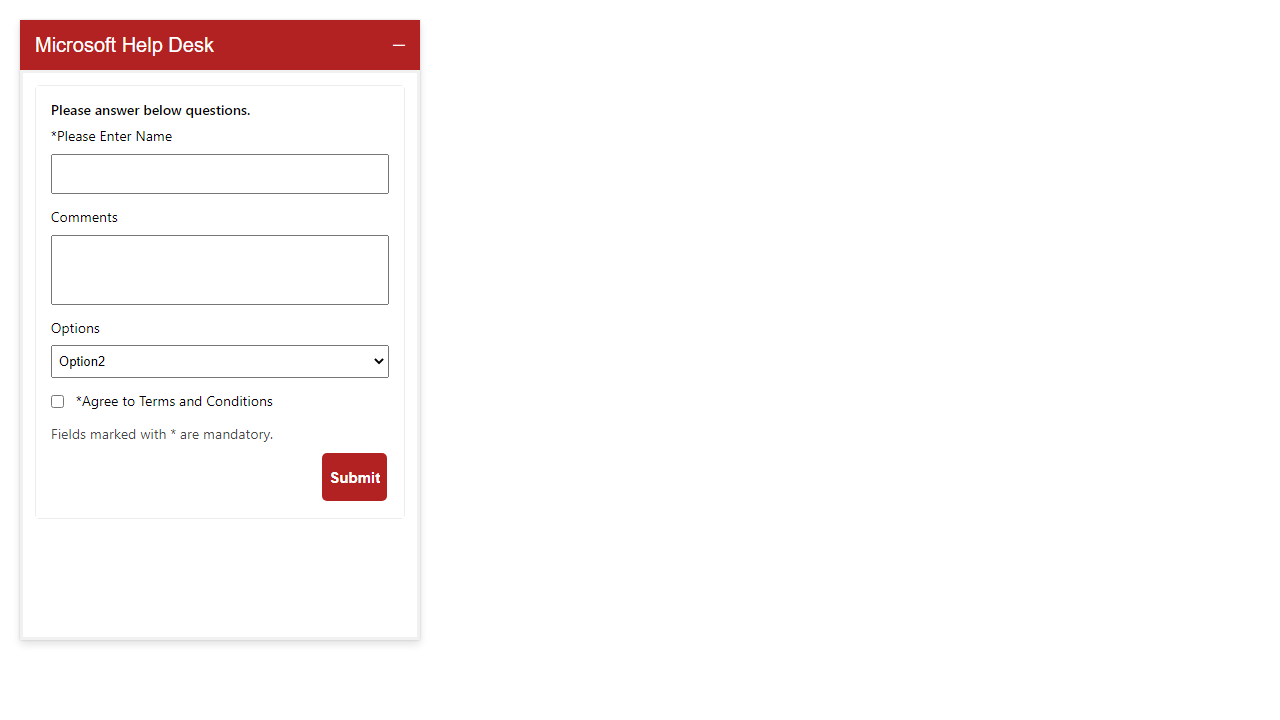 Microsoft Help Desk
Please answer below questions.
*Please Enter Name
Comments
Options
Option2
*Agree to Terms and Conditions
Fields marked with * are mandatory.
Submit